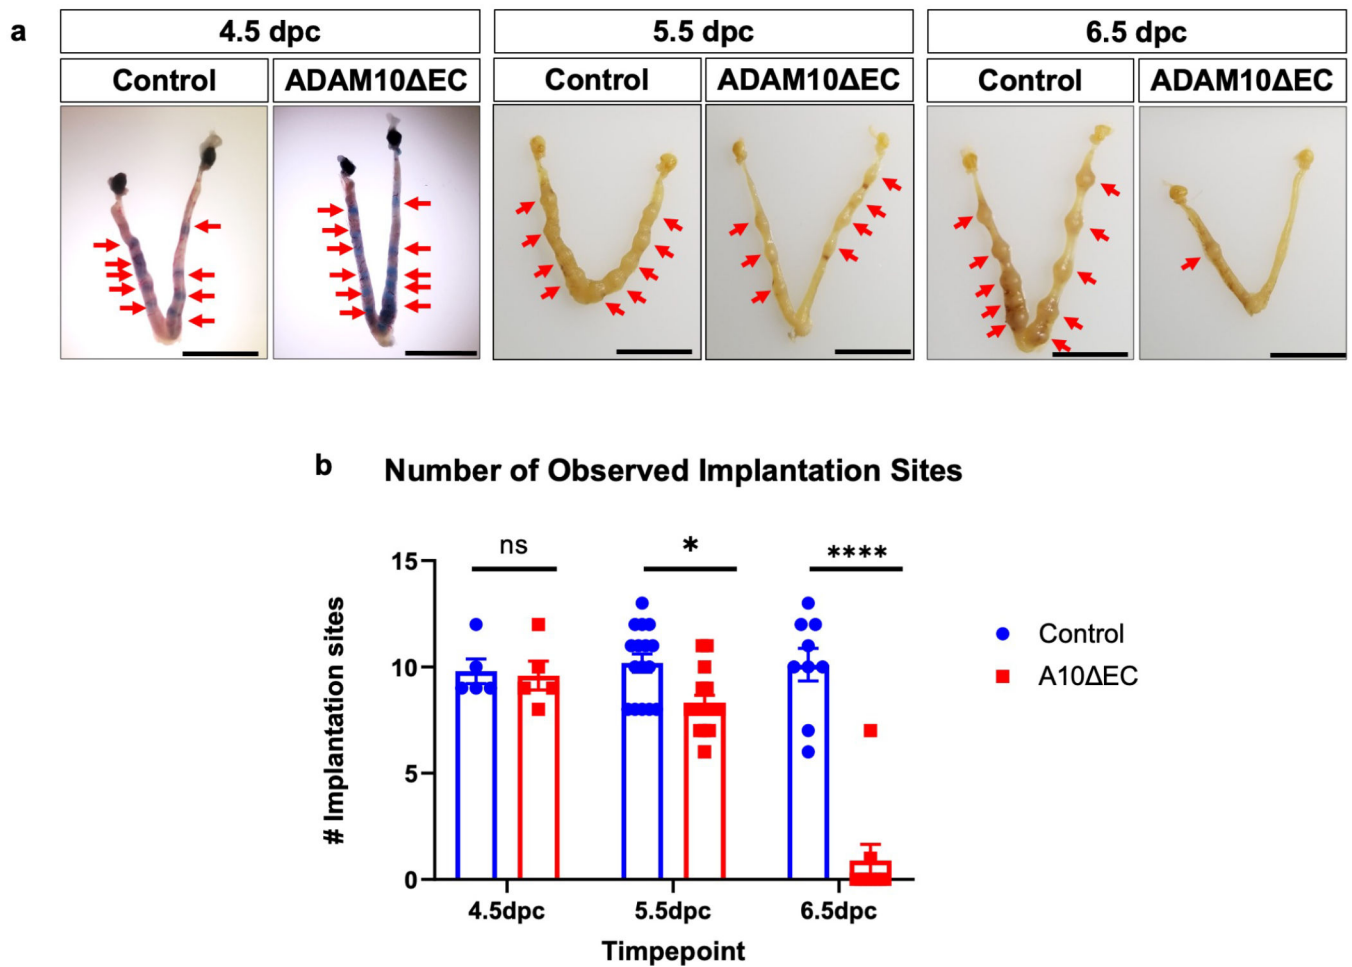 a
4.5 dpc
5.5 dpc
6.5 dpc
Control
ADAM10ΔEC
Control
ADAM10ΔEC
Control
ADAM10ΔEC
b
Number of Observed Implantation Sites
# Implantation sites
15
10
5
0
ns
*
****
4.5dpc
5.5dpc
6.5dpc
Timpepoint
Control
A10ΔEC